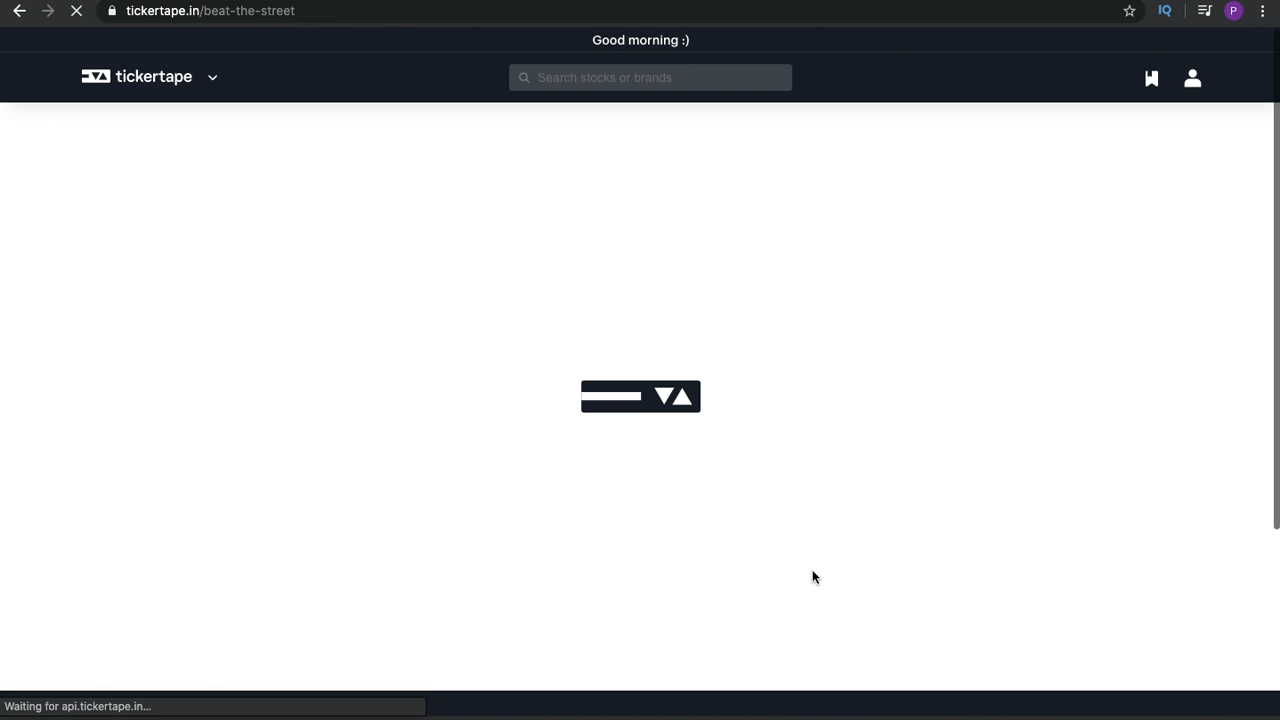 tickertape.in/beat-the-street
IQ
P
Good morning :)
tickertape
Search stocks or brands
Waiting for api.tickertape.in...